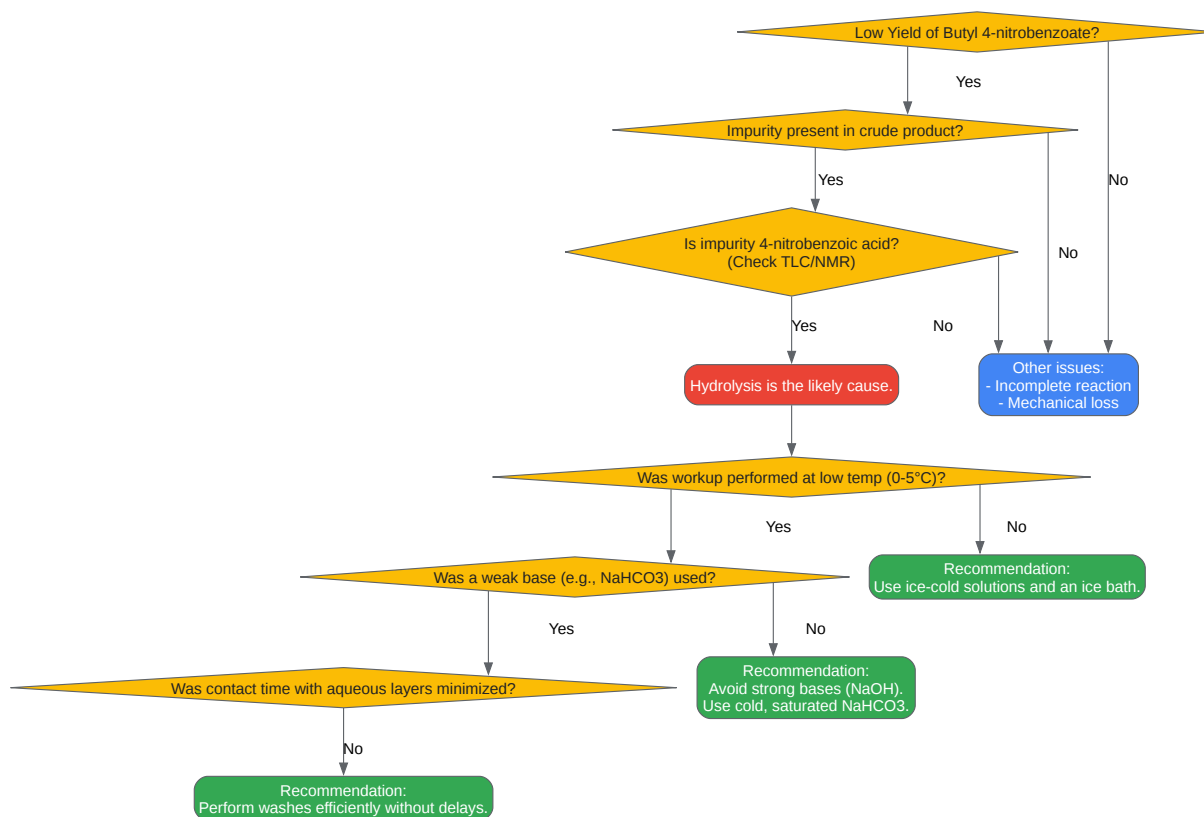 Low Yield of Butyl 4-nitrobenzoate?
Yes
Impurity present in crude product?
Yes
No
Is impurity 4-nitrobenzoic acid?
(Check TLC/NMR)
No
Yes
No
Other issues:
- Incomplete reaction
- Mechanical loss
Hydrolysis is the likely cause.
Was workup performed at low temp (0-5°C)?
Yes
No
Recommendation:
Use ice-cold solutions and an ice bath.
Was a weak base (e.g., NaHCO3) used?
Yes
No
Recommendation:
Avoid strong bases (NaOH).
Use cold, saturated NaHCO3.
Was contact time with aqueous layers minimized?
No
Recommendation:
Perform washes efficiently without delays.